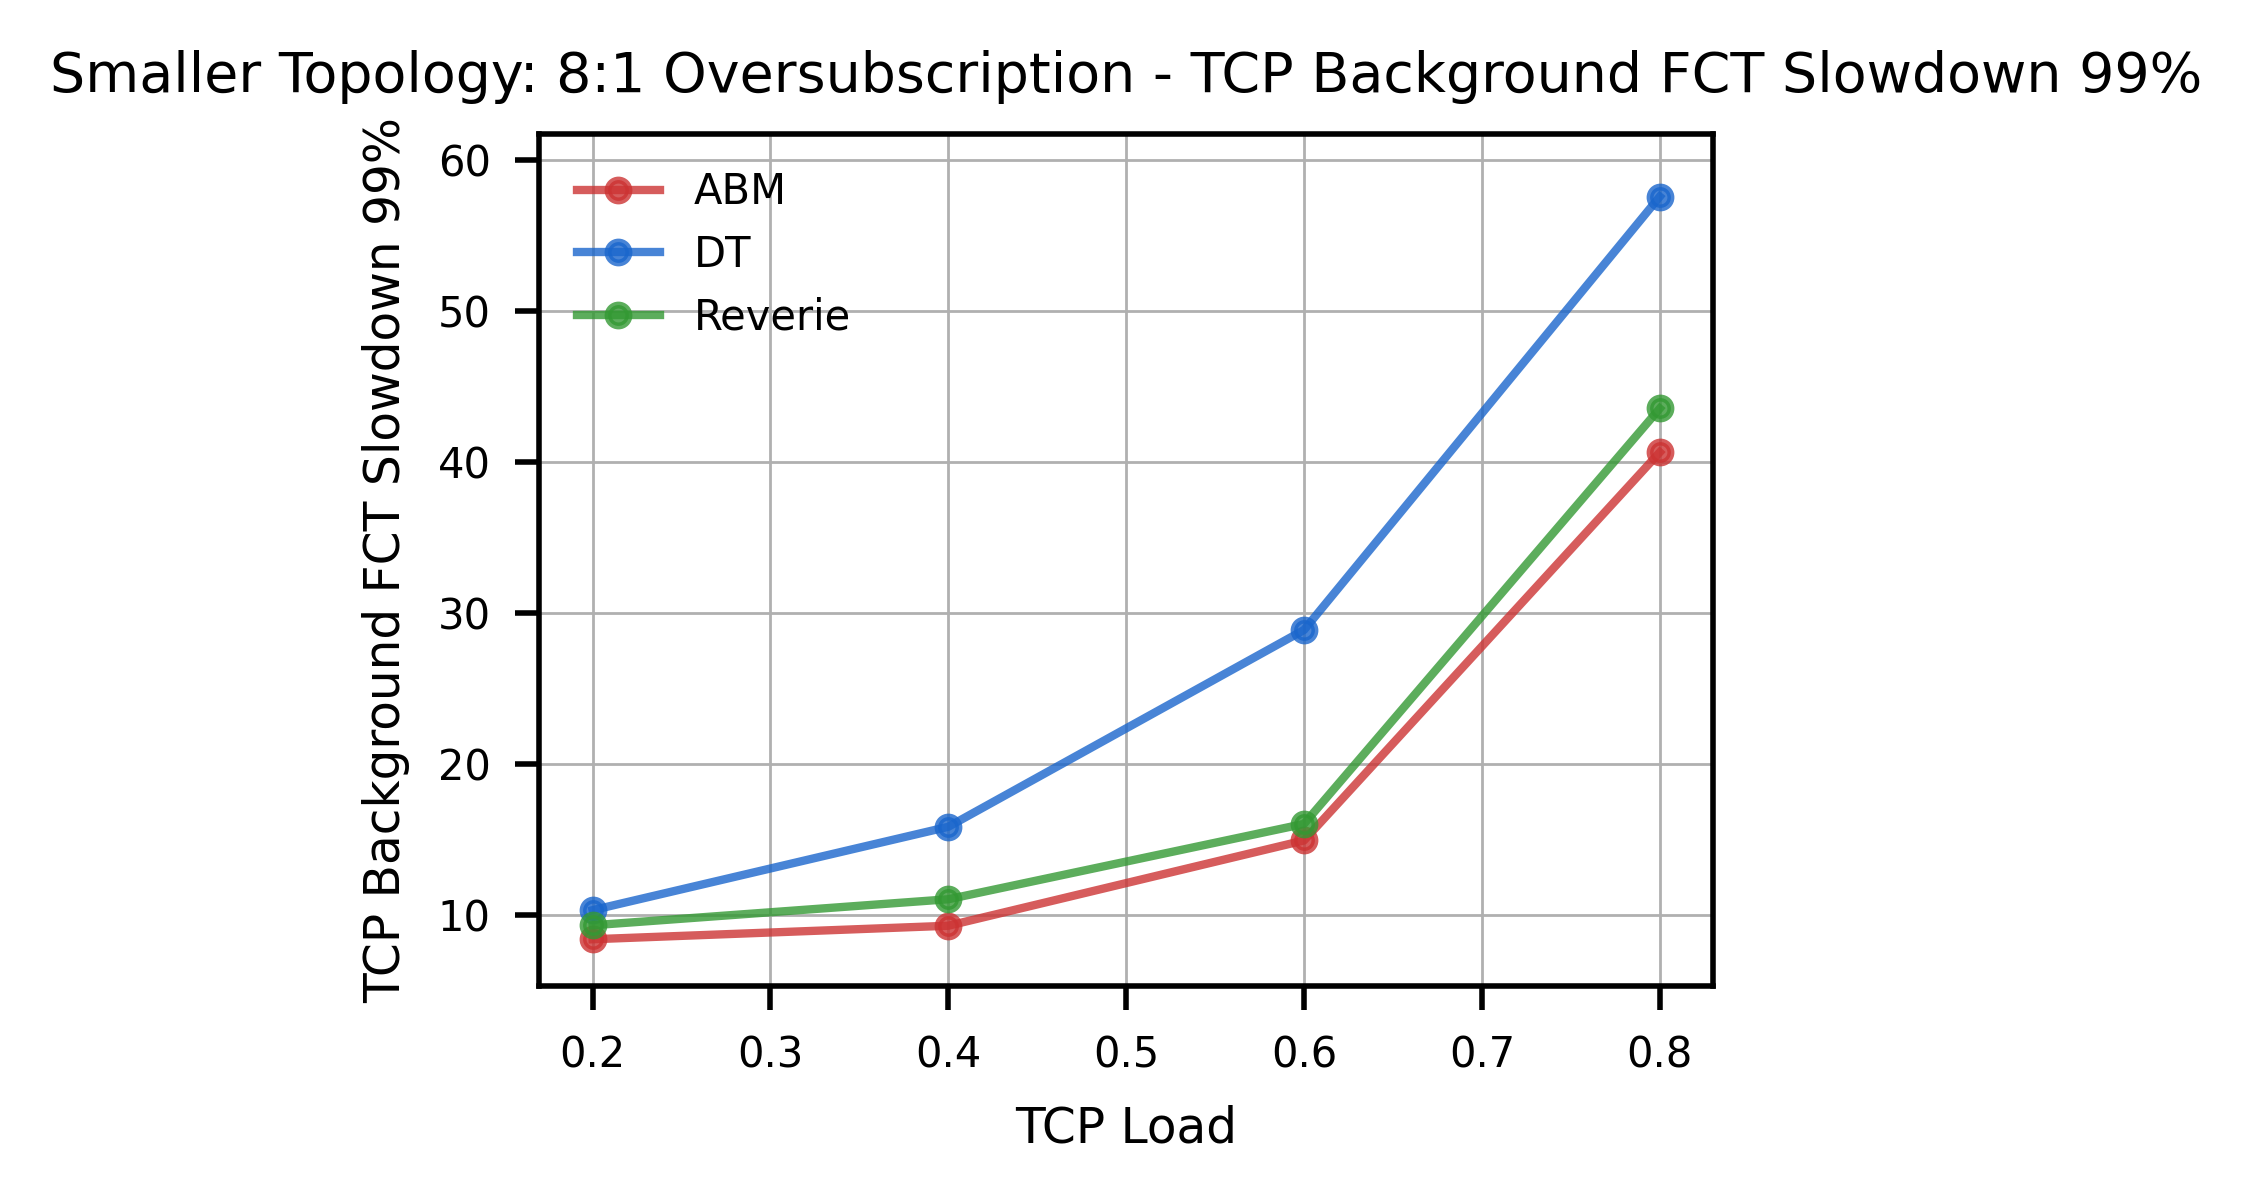 Smaller Topology: 8:1 Oversubscription - TCP Background FCT Slowdown 99%
TCP Background FCT Slowdown 99%
60
50
40
30
20
10
ABM
DT
Reverie
0.2 0.3 0.4 0.5 0.6 0.7 0.8
TCP Load